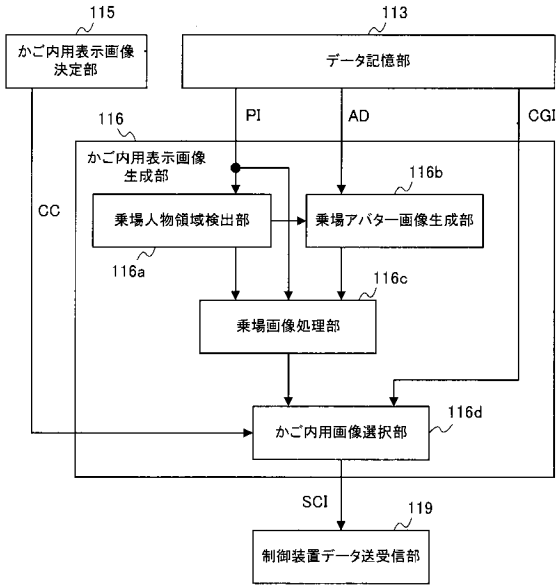 115
113
かご内用表示画像
決定部
データ記憶部
116
PI
AD
CGI
かご内用表示画像
生成部
116b
CC
乗場人物領域検出部
乗場アバター画像生成部
116a
116c
乗場画像処理部
116d
かご内用画像選択部
SCI
119
制御装置データ送受信部